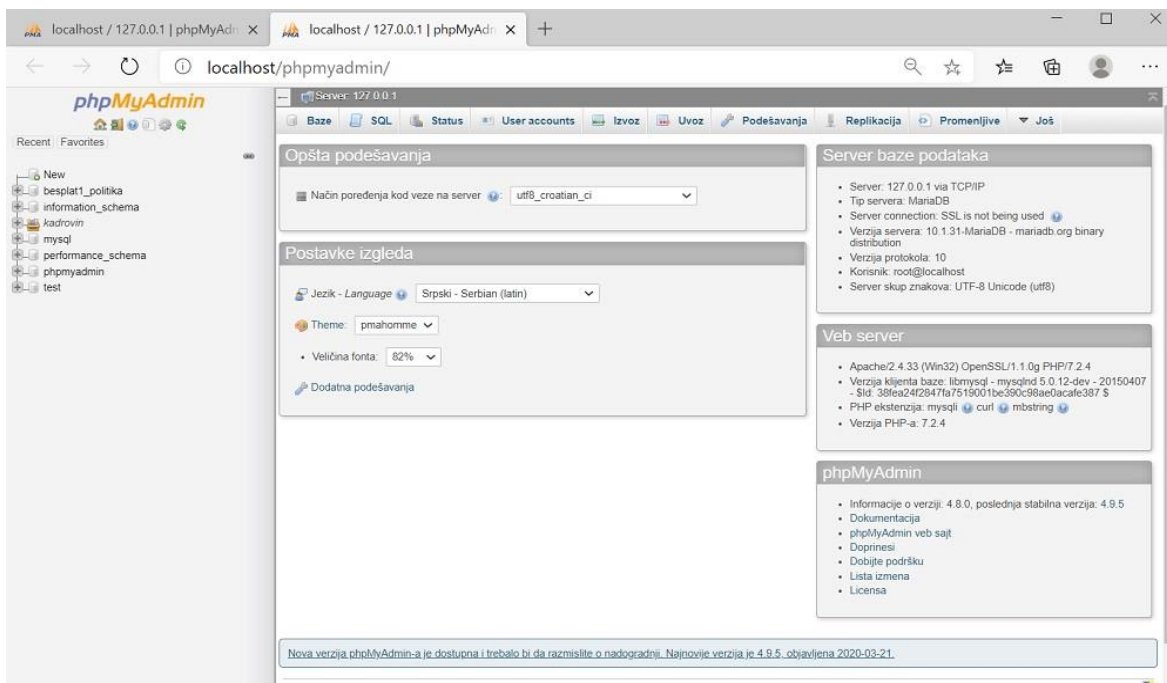 localhost / 127.0.0.1 | phpMyAdn
localhost / 127.0.0.1 | phpMyAdn
localhost/phpmyadmin/
phpMyAdmin
Recent Favorites
New
besplat1_politika
information_schema
kadrovin
mysql
performance_schema
phpmyadmin
test
Server: 127.0.0.1
Baze SQL Status User accounts Izvoz Uvoz Podešavanja Replikacija Promenljive Još
Opšta podešavanja
Način poređenja kod veze na server : utf8_croatian_ci
Postavke izgleda
Jezik - Language Srpski - Serbian (latin)
Theme: pmahomme
Veličina fonta: 82%
Dodatna podešavanja
Server baze podataka
Server: 127.0.0.1 via TCP/IP
Tip servera: MariaDB
Server connection: SSL is not being used
Verzija servera: 10.1.31-MariaDB - mariadb.org binary
distribution
Verzija protokola: 10
Korisnik: root@localhost
Server skup znakova: UTF-8 Unicode (utf8)
Veb server
Apache/2.4.33 (Win32) OpenSSL/1.1.0g PHP/7.2.4
Verzija klijenta baze: libmysql - mysqlnd 5.0.12-dev - 20150407
- $Id: 38fea24f2847fa7519001be390c98ae0acafe387 $
PHP ekstenzija: mysqli curl mbstring
Verzija PHP-a: 7.2.4
phpMyAdmin
Informacije o verziji: 4.8.0, poslednja stabilna verzija: 4.9.5
Dokumentacija
phpMyAdmin veb sajt
Doprinesi
Dobijte podršku
Lista izmena
Licensa
Nova verzija phpMyAdmin-a je dostupna i trebalo bi da razmislite o nadogradnji. Najnovije verzija je 4.9.5, objavljena 2020-03-21.